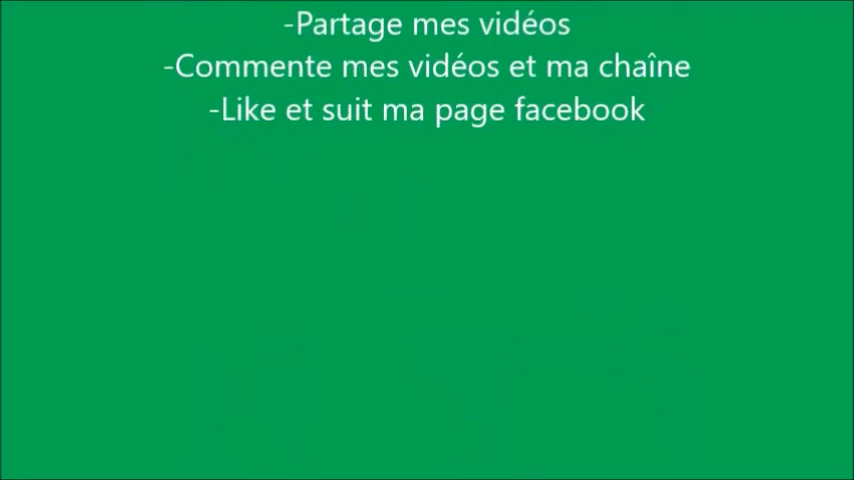 -Partage mes vidéos
-Commente mes vidéos et ma chaîne
-Like et suit ma page facebook